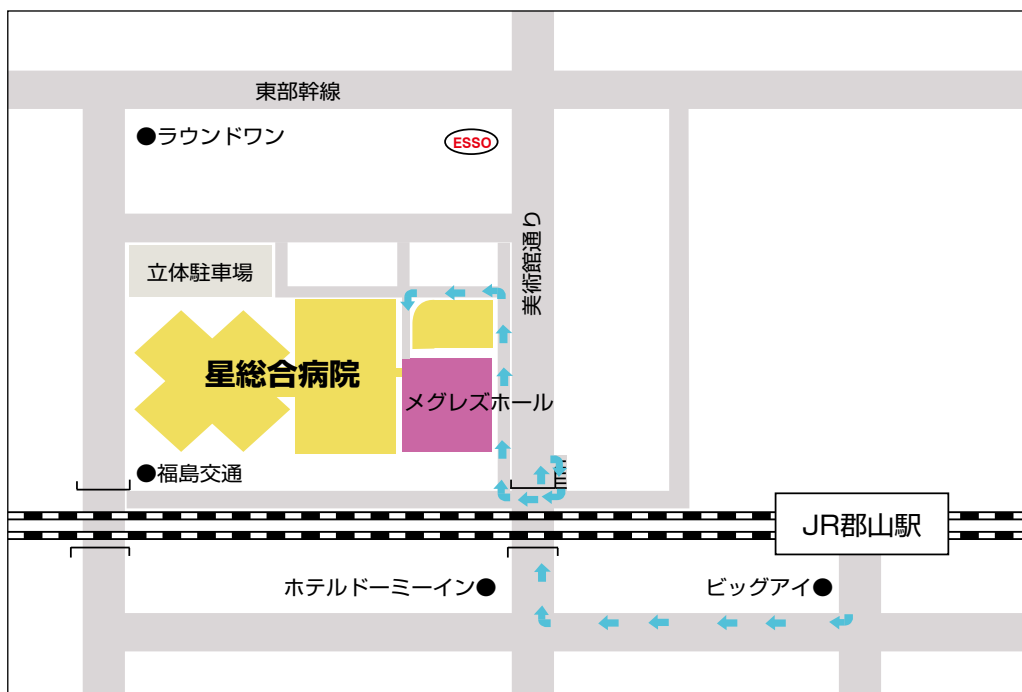 東部幹線
●ラウンドワン
ESSO
美術館通り
立体駐車場
星総合病院
メグレズホール
●福島交通
JR郡山駅
ホテルドーミーイン●
ビッグアイ●